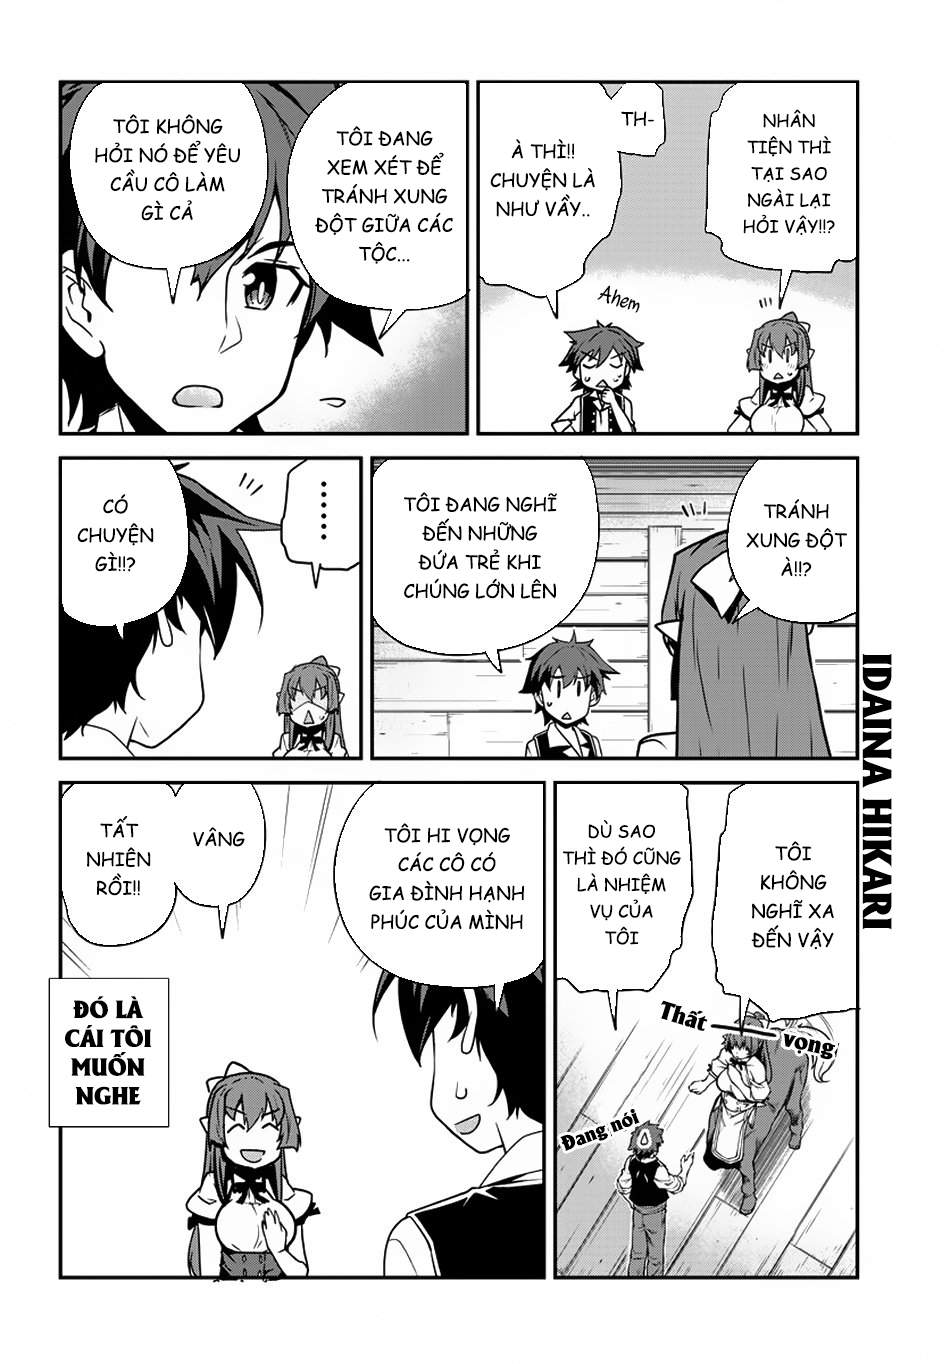 NHÂN
TIỆN THÌ
TẠI SAO
NGÀI LẠI
HỎI VẬY!!?
TH-
À THÌ!!
CHUYỆN LÀ
NHƯ VẦY..
Ahem
TÔI ĐANG
XEM XÉT ĐỂ
TRÁNH XUNG
ĐỘT GIỮA CÁC
TỘC...
TÔI KHÔNG
HỎI NÓ ĐỂ YÊU
CẦU CÔ LÀM
GÌ CẢ
TRÁNH
XUNG ĐỘT
À!!?
TÔI ĐANG NGHĨ
ĐẾN NHỮNG
ĐỨA TRẺ KHI
CHÚNG LỚN LÊN
......
CÓ
CHUYỆN
GÌ!!?
TÔI
KHÔNG
NGHĨ XA
ĐẾN VẬY
DÙ SAO
THÌ ĐÓ CŨNG
LÀ NHIỆM
VỤ CỦA
TÔI
Thất
vọng
Đang nói
TÔI HI VỌNG
CÁC CÔ CÓ
GIA ĐÌNH HẠNH
PHÚC CỦA MÌNH
VÂNG
TẤT
NHIÊN
RỒI!!
ĐÓ LÀ
CÁI TÔI
MUỐN
NGHE
IDAINA HIKARI